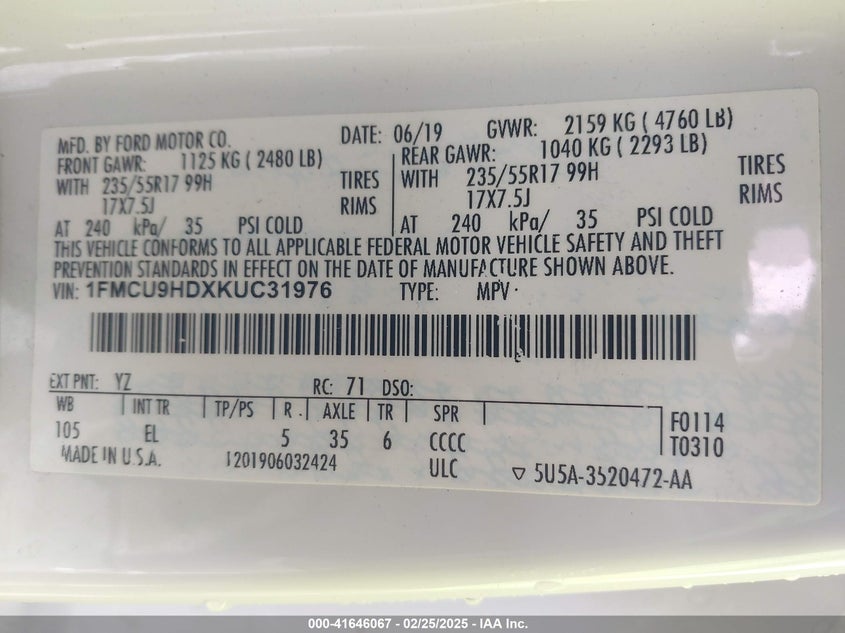 MFD. BY FORD MOTOR CO. DATE: 06/19 GVWR: 2159 KG ( 4760 LB)
FRONT GAWR: 1125 KG ( 2480 LB) REAR GAWR: 1040 KG ( 2293 LB)
WITH 235/55R17 99H TIRES WITH 235/55R17 99H TIRES
17X7.5J RIMS 17X7.5J RIMS
AT 240 kPa/ 35 PSI COLD AT 240 kPa/ 35 PSI COLD
THIS VEHICLE CONFORMS TO ALL APPLICABLE FEDERAL MOTOR VEHICLE SAFETY AND THEFT
PREVENTION STANDARDS IN EFFECT ON THE DATE OF MANUFACTURE SHOWN ABOVE.
VIN: 1FMCU9HDXKUC31976 TYPE: MPV
EXT PNT: YZ RC: 71 DSO:
WB INT TR TP/PS R AXLE TR SPR F0114
105 EL 5 35 6 CCCC T0310
MADE IN U.S.A. 1201906032424 ULC 5U5A-3520472-AA
000-41646067 - 02/25/2025 - IAA Inc.